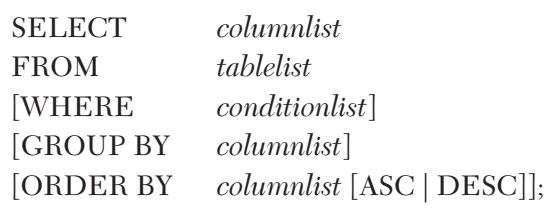 SELECT columnlist
FROM tablelist
[WHERE conditionlist]
[GROUP BY columnlist]
[ORDER BY columnlist [ASC | DESC]];